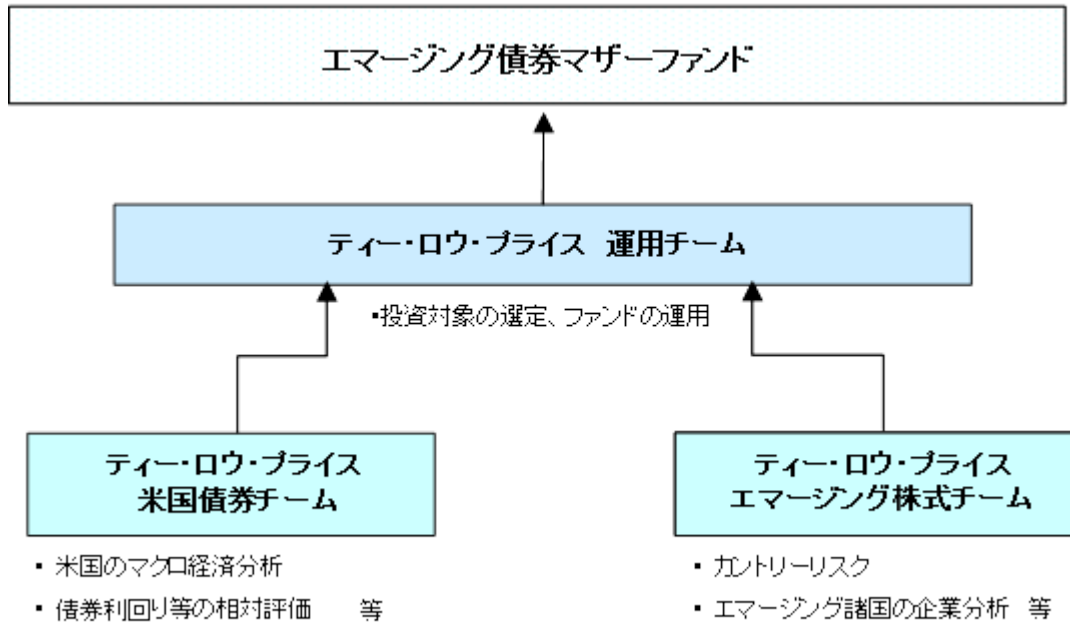 エマージング債券マザーファンド
ティー・ロウ・プライス 運用チーム
・投資対象の選定、ファンドの運用
ティー・ロウ・プライス
米国債券チーム
・米国のマクロ経済分析
・債券利回り等の相対評価 等
ティー・ロウ・プライス
エマージング株式チーム
・カントリーリスク
・エマージング諸国の企業分析 等